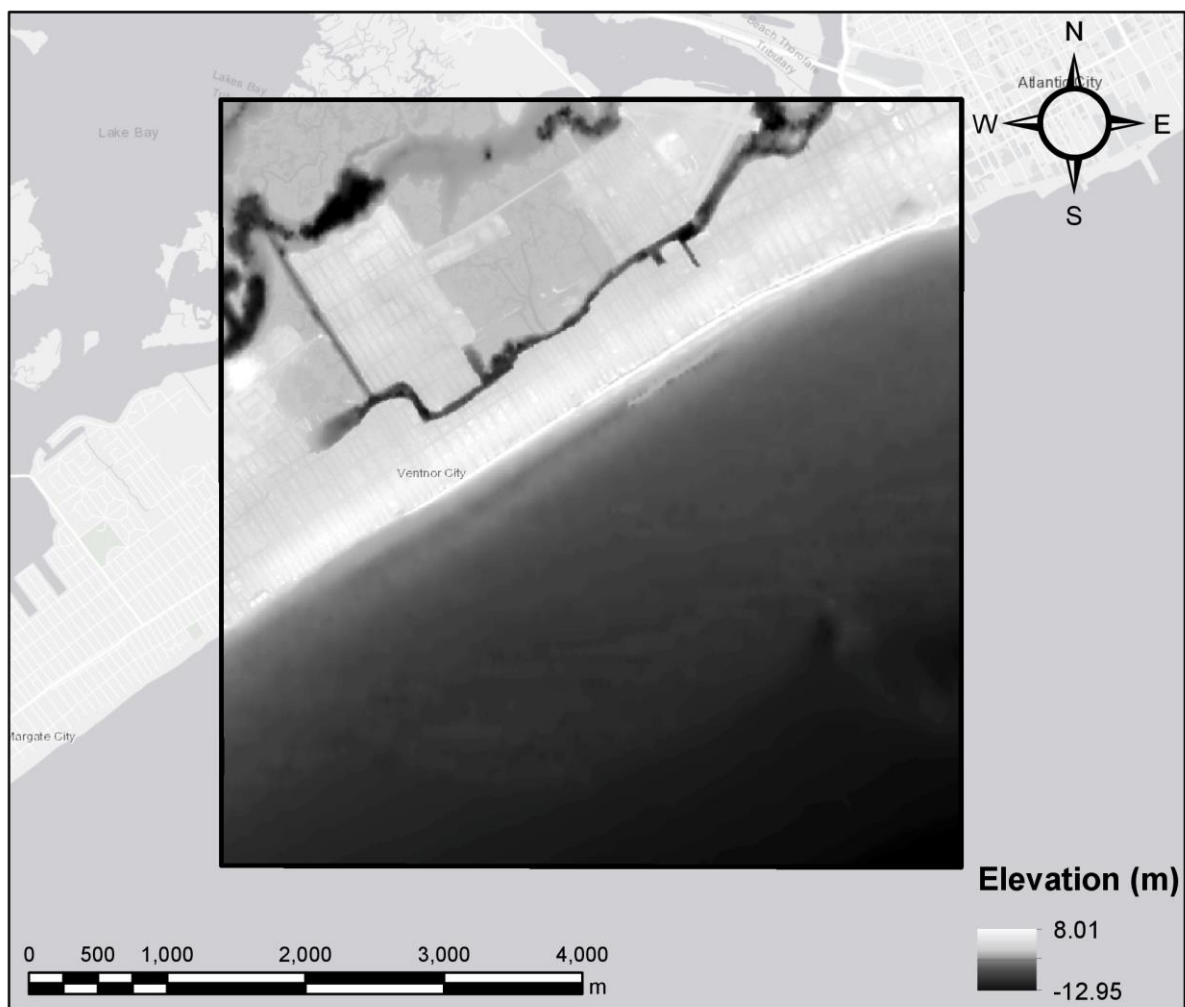 N
Beach Thorofare
Tributary
Atlantic City
Lakes Bay
W
E
Lake Bay
S
Ventnor City
Margate City
Elevation (m)
8.01
-12.95
0 500 1,000 2,000 3,000 4,000
m